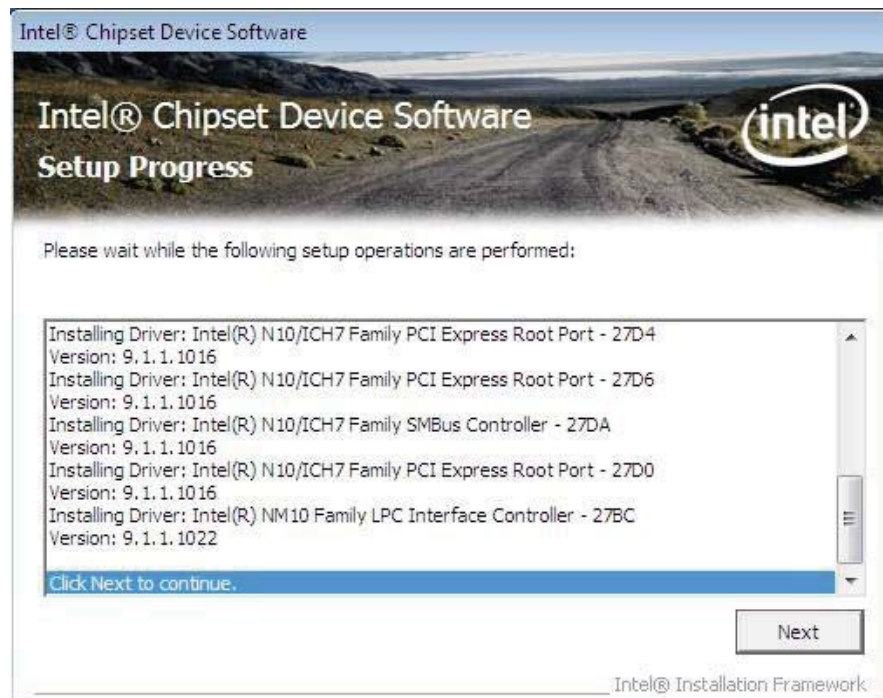 Intel® Chipset Device Software
Intel® Chipset Device Software
intel
Setup Progress
Please wait while the following setup operations are performed:
Installing Driver: Intel(R) N10/ICH7 Family PCI Express Root Port - 27D4
Version: 9.1.1.1016
Installing Driver: Intel(R) N10/ICH7 Family PCI Express Root Port - 27D6
Version: 9.1.1.1016
Installing Driver: Intel(R) N10/ICH7 Family SMBus Controller - 27DA
Version: 9.1.1.1016
Installing Driver: Intel(R) N10/ICH7 Family PCI Express Root Port - 27D0
Version: 9.1.1.1016
Installing Driver: Intel(R) NM10 Family LPC Interface Controller - 27BC
Version: 9.1.1.1022
Click Next to continue.
Next
Intel® Installation Framework